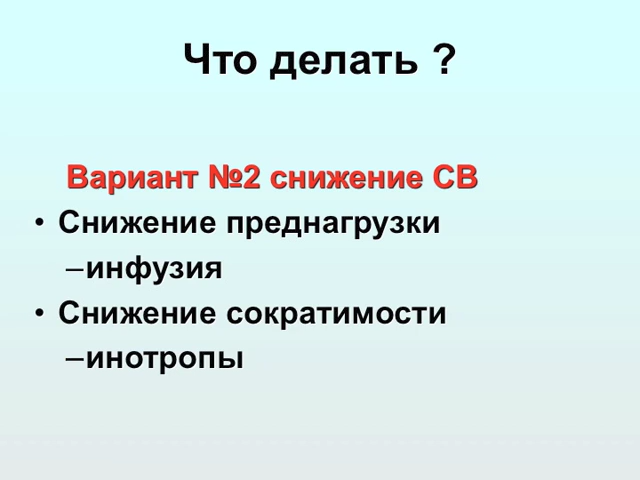 Что делать ?
Вариант №2 снижение СВ
• Снижение преднагрузки
–инфузия
• Снижение сократимости
–инотропы